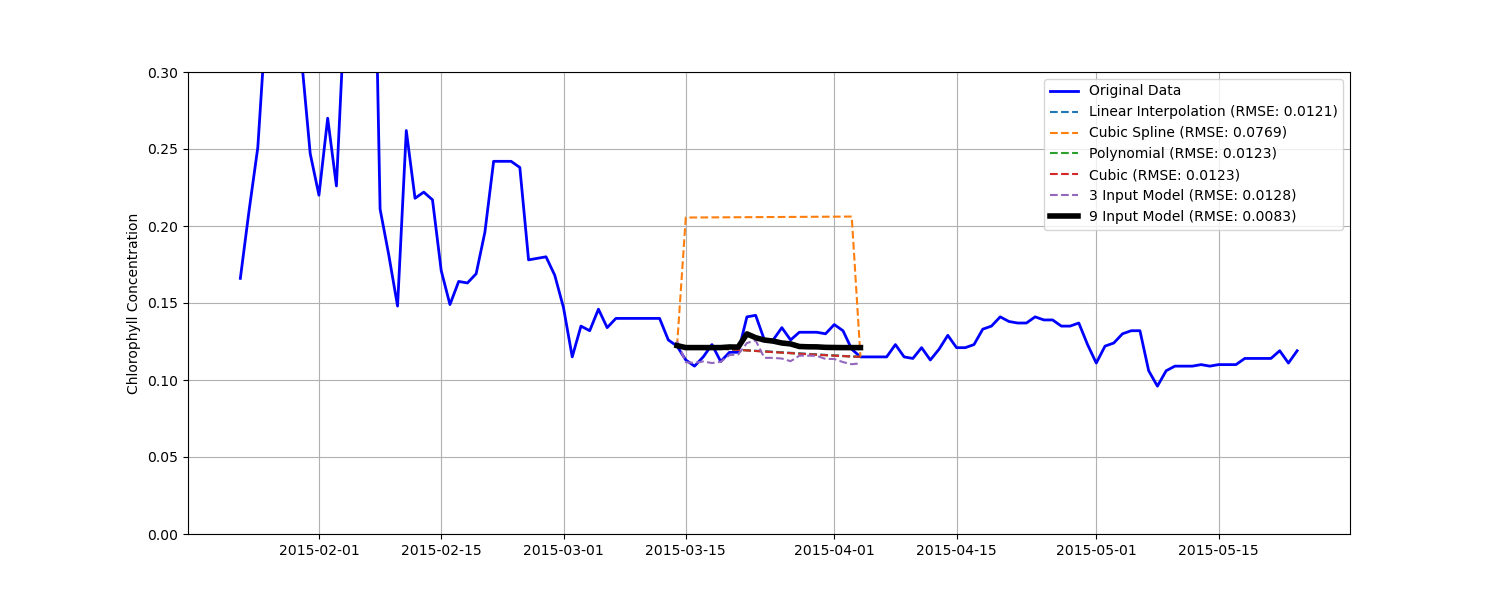 0.30
0.25
0.20
0.15
0.10
0.05
0.00
Chlorophyll Concentration
Original Data
Linear Interpolation (RMSE: 0.0121)
Cubic Spline (RMSE: 0.0769)
Polynomial (RMSE: 0.0123)
Cubic (RMSE: 0.0123)
3 Input Model (RMSE: 0.0128)
9 Input Model (RMSE: 0.0083)
2015-02-01 2015-02-15 2015-03-01 2015-03-15 2015-04-01 2015-04-15 2015-05-01 2015-05-15